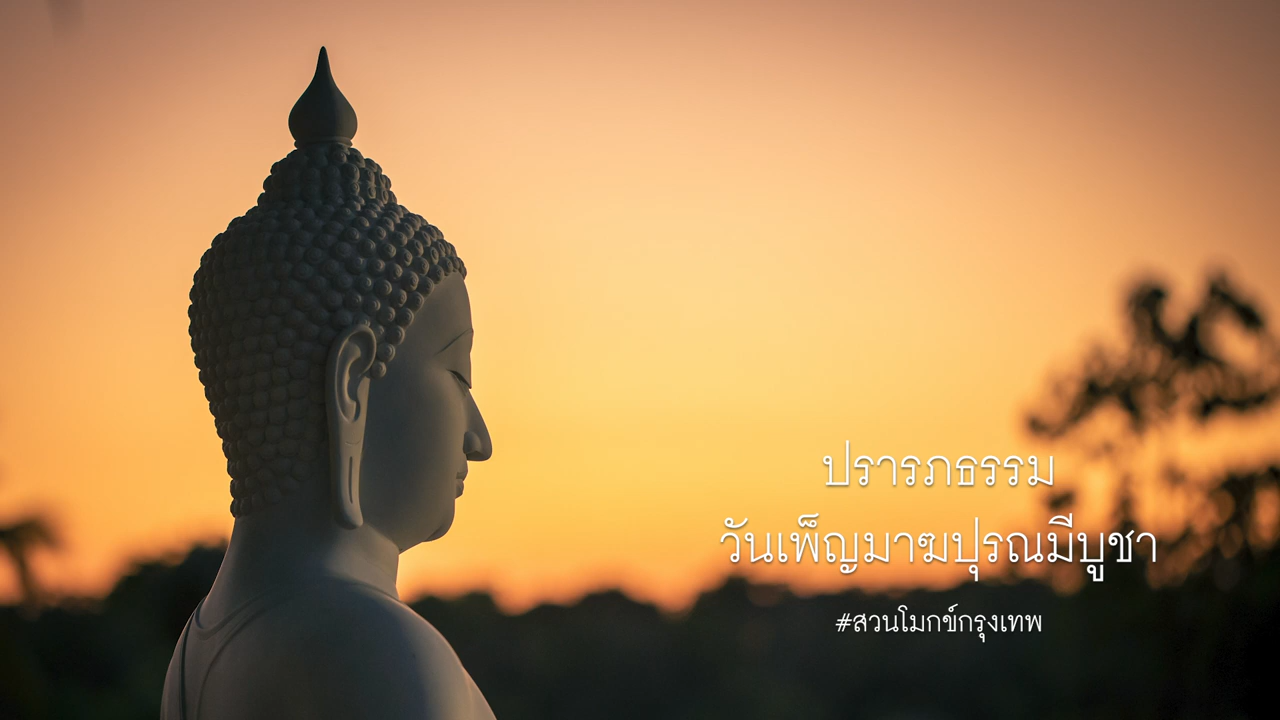 ปรารภธรรม
วันเพ็ญมาฆปุรณมีบูชา
#สวนโมกข์กรุงเทพ